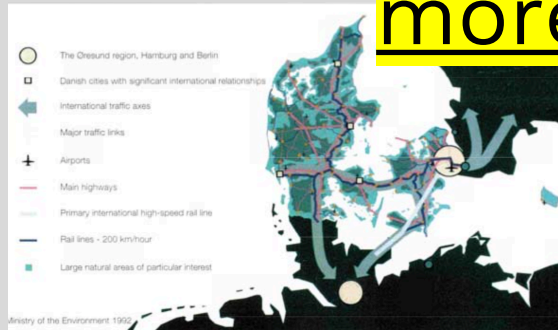 more
The Øresund region, Hamburg and Berlin
Danish cities with significant international relationships
International traffic axes
Major traffic links
Airports
Main highways
Primary international high-speed rail line
Rail lines - 200 km/hour
Large natural areas of particular interest
Ministry of the Environment 1992